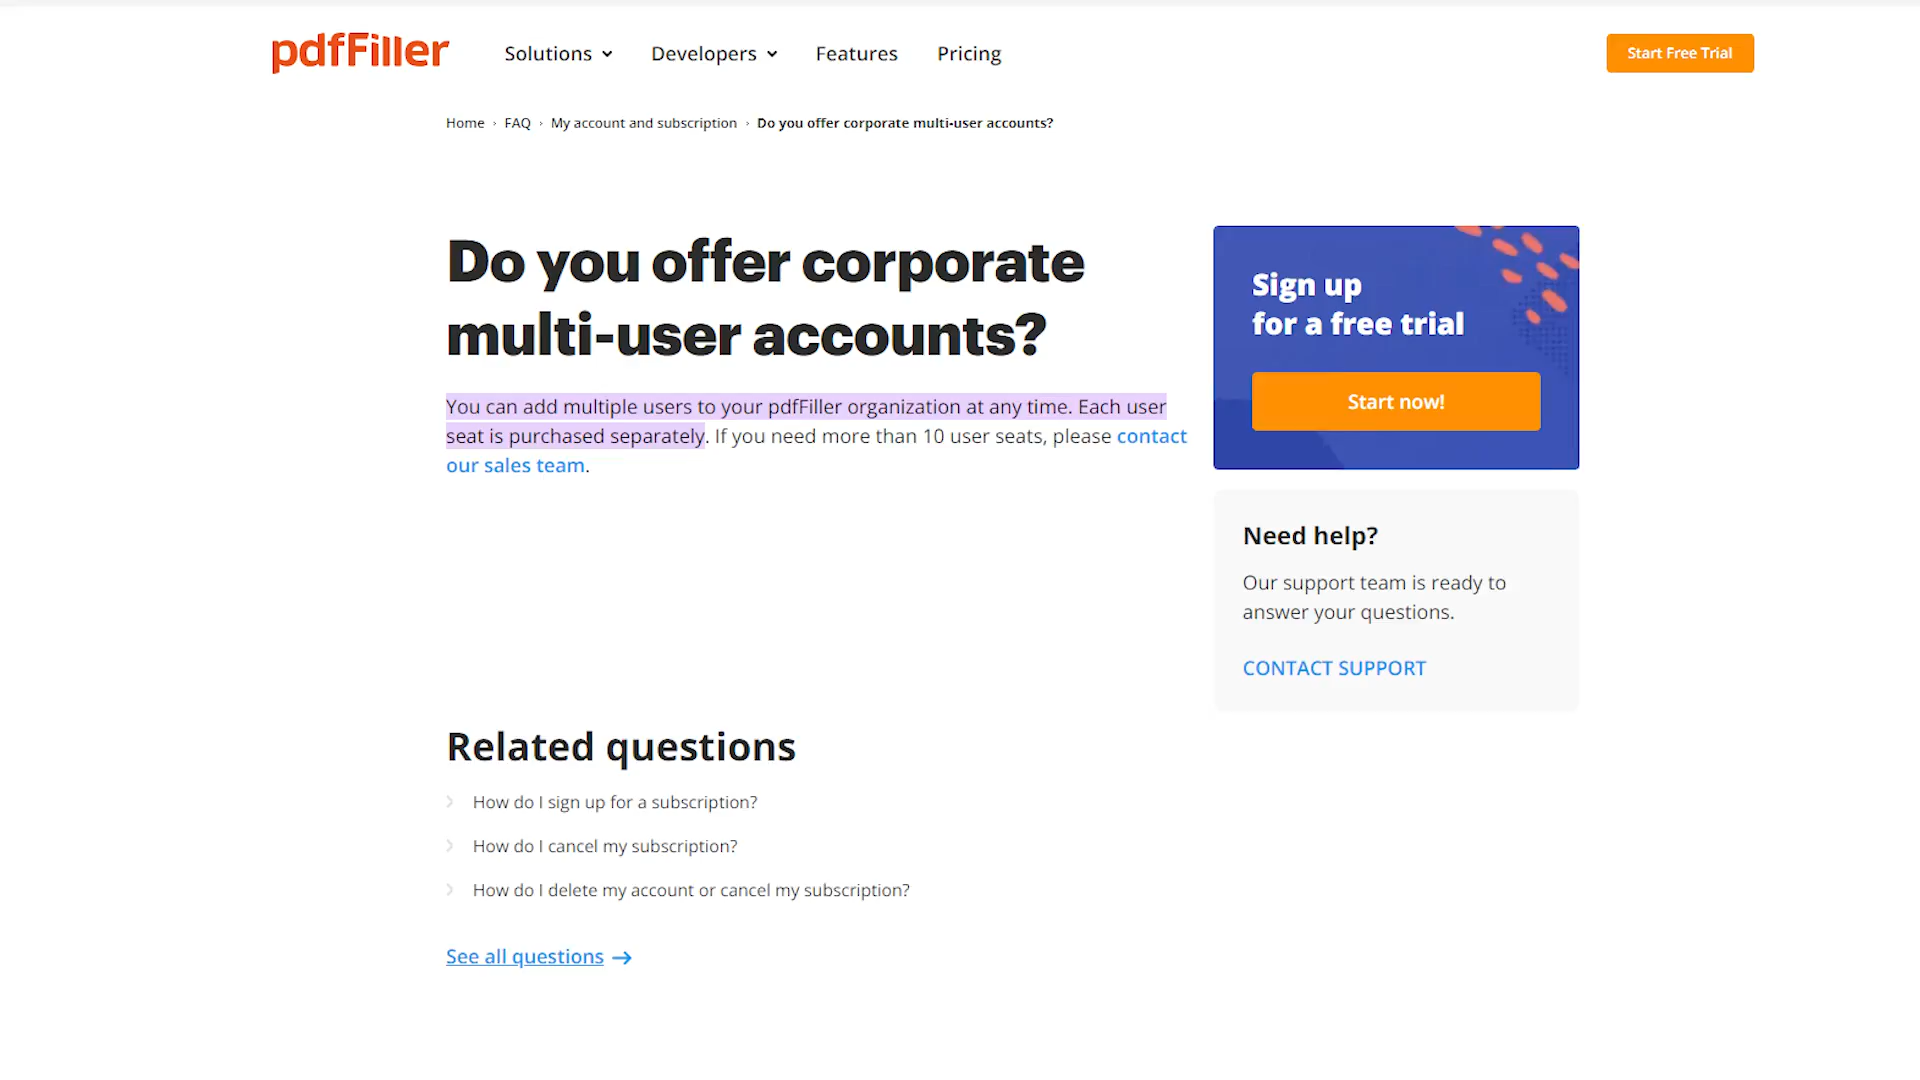 pdfFiller
Solutions
Developers
Features
Pricing
Start Free Trial
Home › FAQ › My account and subscription › Do you offer corporate multi-user accounts?
Do you offer corporate
multi-user accounts?
You can add multiple users to your pdfFiller organization at any time. Each user
seat is purchased separately. If you need more than 10 user seats, please contact
our sales team.
Sign up
for a free trial
Start now!
Need help?
Our support team is ready to
answer your questions.
CONTACT SUPPORT
Related questions
How do I sign up for a subscription?
How do I cancel my subscription?
How do I delete my account or cancel my subscription?
See all questions →